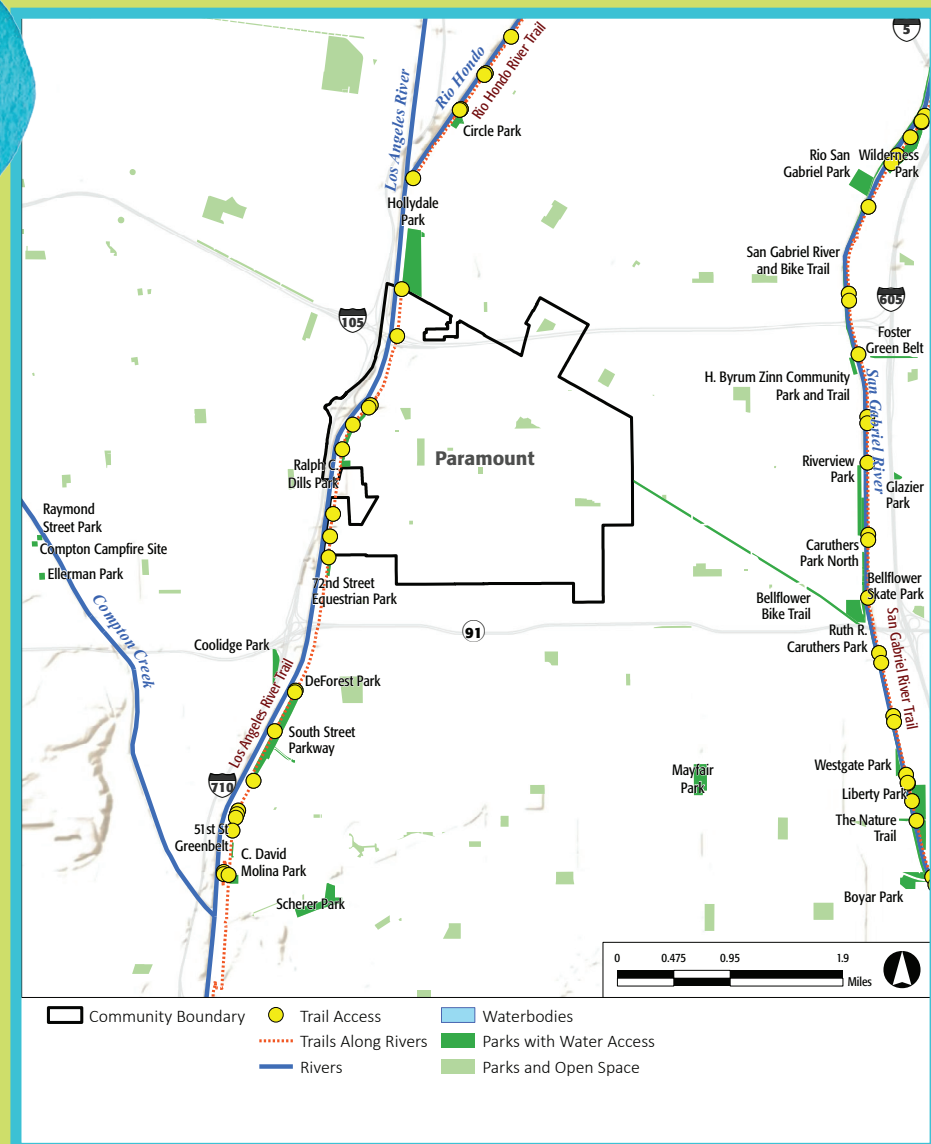 5
Rio Hondo
Rio Hondo River Trail
Los Angeles River
Circle Park
Rio San
Gabriel Park
Wilderness
Park
Hollydale
Park
San Gabriel River
and Bike Trail
605
105
Foster
Green Belt
H. Byrum Zinn Community
Park and Trail
San Gabriel River
Paramount
Ralph C.
Dills Park
Riverview
Park
Glazier
Park
Raymond
Street Park
Compton Campfire Site
Ellerman Park
Caruthers
Park North
Bellflower
Skate Park
72nd Street
Equestrian Park
Bellflower
Bike Trail
Compton Creek
91
Ruth R.
Caruthers Park
San Gabriel River Trail
Coolidge Park
Los Angeles River Trail
DeForest Park
South Street
Parkway
Westgate Park
Mayfair
Park
710
Liberty Park
The Nature
Trail
51st St
Greenbelt
C. David
Molina Park
Scherer Park
Boyar Park
0 0.475 0.95 1.9
Miles
Community Boundary
Trail Access
Trails Along Rivers
Rivers
Waterbodies
Parks with Water Access
Parks and Open Space